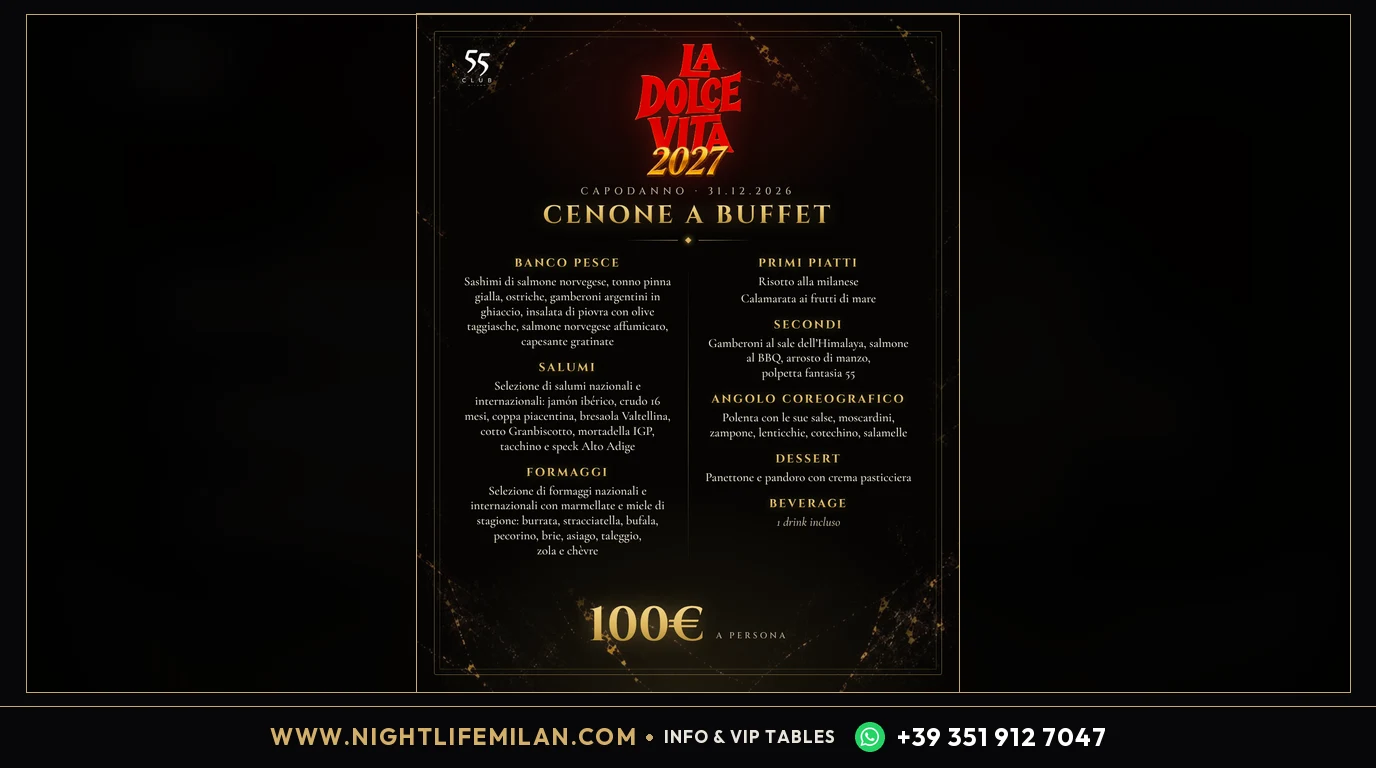 55
CLUB
LA
DOLCE
VITA
2027
CAPODANNO · 31.12.2026
CENONE A BUFFET
BANCO PESCE
Sashimi di salmone norvegese, tonno pinna
gialla, ostriche, gamberoni argentini in
ghiaccio, insalata di piovra con olive
taggiasche, salmone norvegese affumicato,
capesante gratinate
SALUMI
Selezione di salumi nazionali e
internazionali: jamón ibérico, crudo 16
mesi, coppa piacentina, bresaola Valtellina,
cotto Granbiscotto, mortadella IGP,
tacchino e speck Alto Adige
FORMAGGI
Selezione di formaggi nazionali e
internazionali con marmellate e miele di
stagione: burrata, stracciatella, bufala,
pecorino, brie, asiago, taleggio,
zola e chèvre
PRIMI PIATTI
Risotto alla milanese
Calamarata ai frutti di mare
SECONDI
Gamberoni al sale dell'Himalaya, salmone
al BBQ, arrosto di manzo,
polpetta fantasia 55
ANGOLO COREOGRAFICO
Polenta con le sue salse, moscardini,
zampone, lenticchie, cotechino, salamelle
DESSERT
Panettone e pandoro con crema pasticciera
BEVERAGE
1 drink incluso
100€ A PERSONA
WWW.NIGHTLIFEMILAN.COM • INFO & VIP TABLES +39 351 912 7047